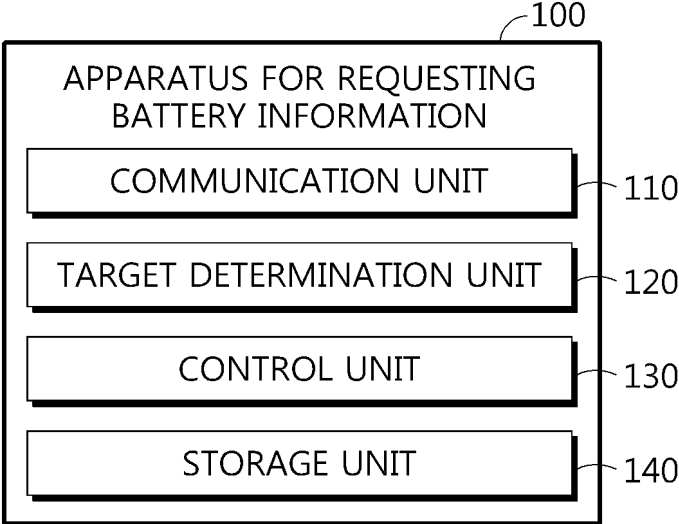 100
APPARATUS FOR REQUESTING
BATTERY INFORMATION
COMMUNICATION UNIT
110
TARGET DETERMINATION UNIT
120
CONTROL UNIT
130
STORAGE UNIT
140